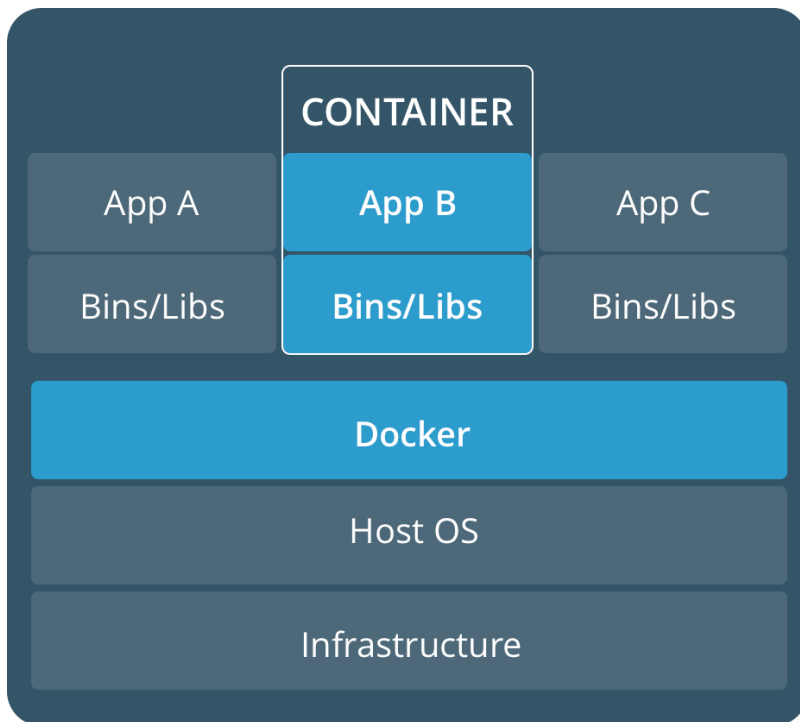 CONTAINER
App A App B App C
Bins/Libs Bins/Libs Bins/Libs
Docker
Host OS
Infrastructure